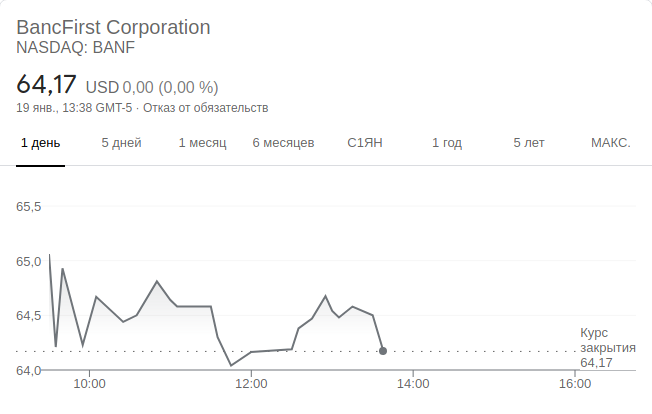 BancFirst Corporation
NASDAQ: BANF
64,17 USD 0,00 (0,00 %)
19 янв., 13:38 GMT-5 · Отказ от обязательств
1 день 5 дней 1 месяц 6 месяцев С1ЯН 1 год 5 лет МАКС.
65,5
65,0
64,5
Курс
закрытия
64,17
64,0
10:00 12:00 14:00 16:00